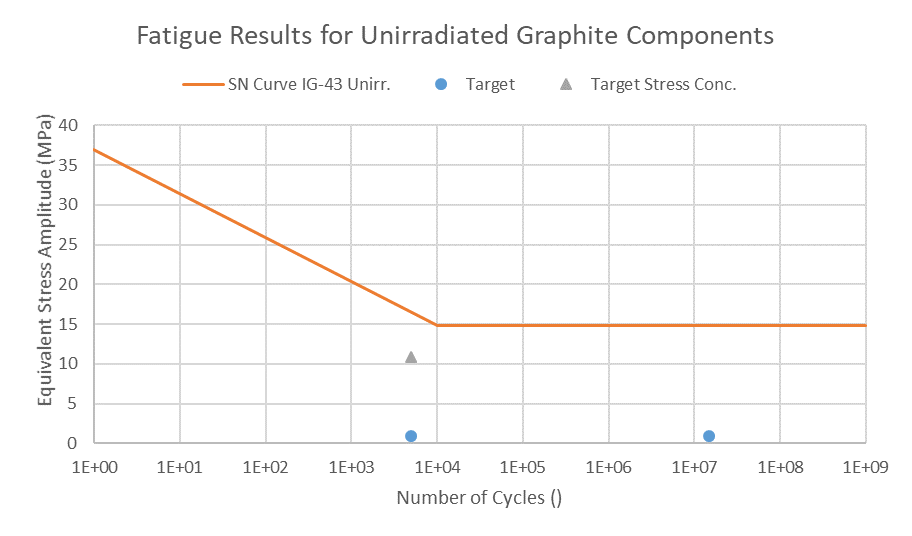 Fatigue Results for Unirradiated Graphite Components
SN Curve IG-43 Unirr. Target Target Stress Conc.
Equivalent Stress Amplitude (MPa)
40
35
30
25
20
15
10
5
0
1E+00 1E+01 1E+02 1E+03 1E+04 1E+05 1E+06 1E+07 1E+08 1E+09
Number of Cycles ()